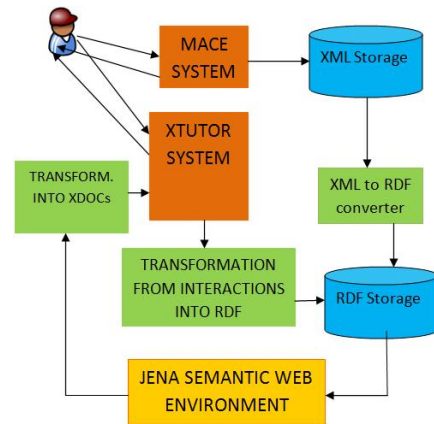 MACE
SYSTEM
XML Storage
XTUTOR
SYSTEM
TRANSFORM.
INTO XDOCs
XML to RDF
converter
TRANSFORMATION
FROM INTERACTIONS
INTO RDF
RDF Storage
JENA SEMANTIC WEB
ENVIRONMENT